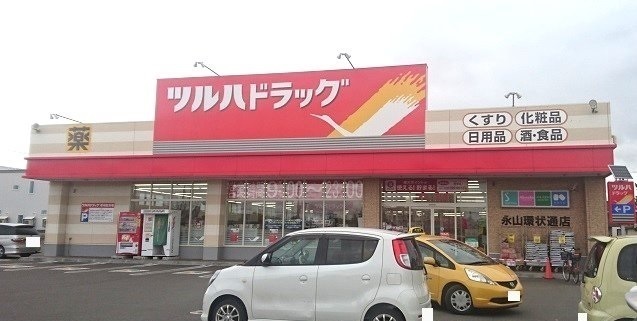 ツルハドラッグ
薬
くすり 化粧品
日用品 酒・食品
ツルハ
ドラッグ
←P
P
永山環状通店